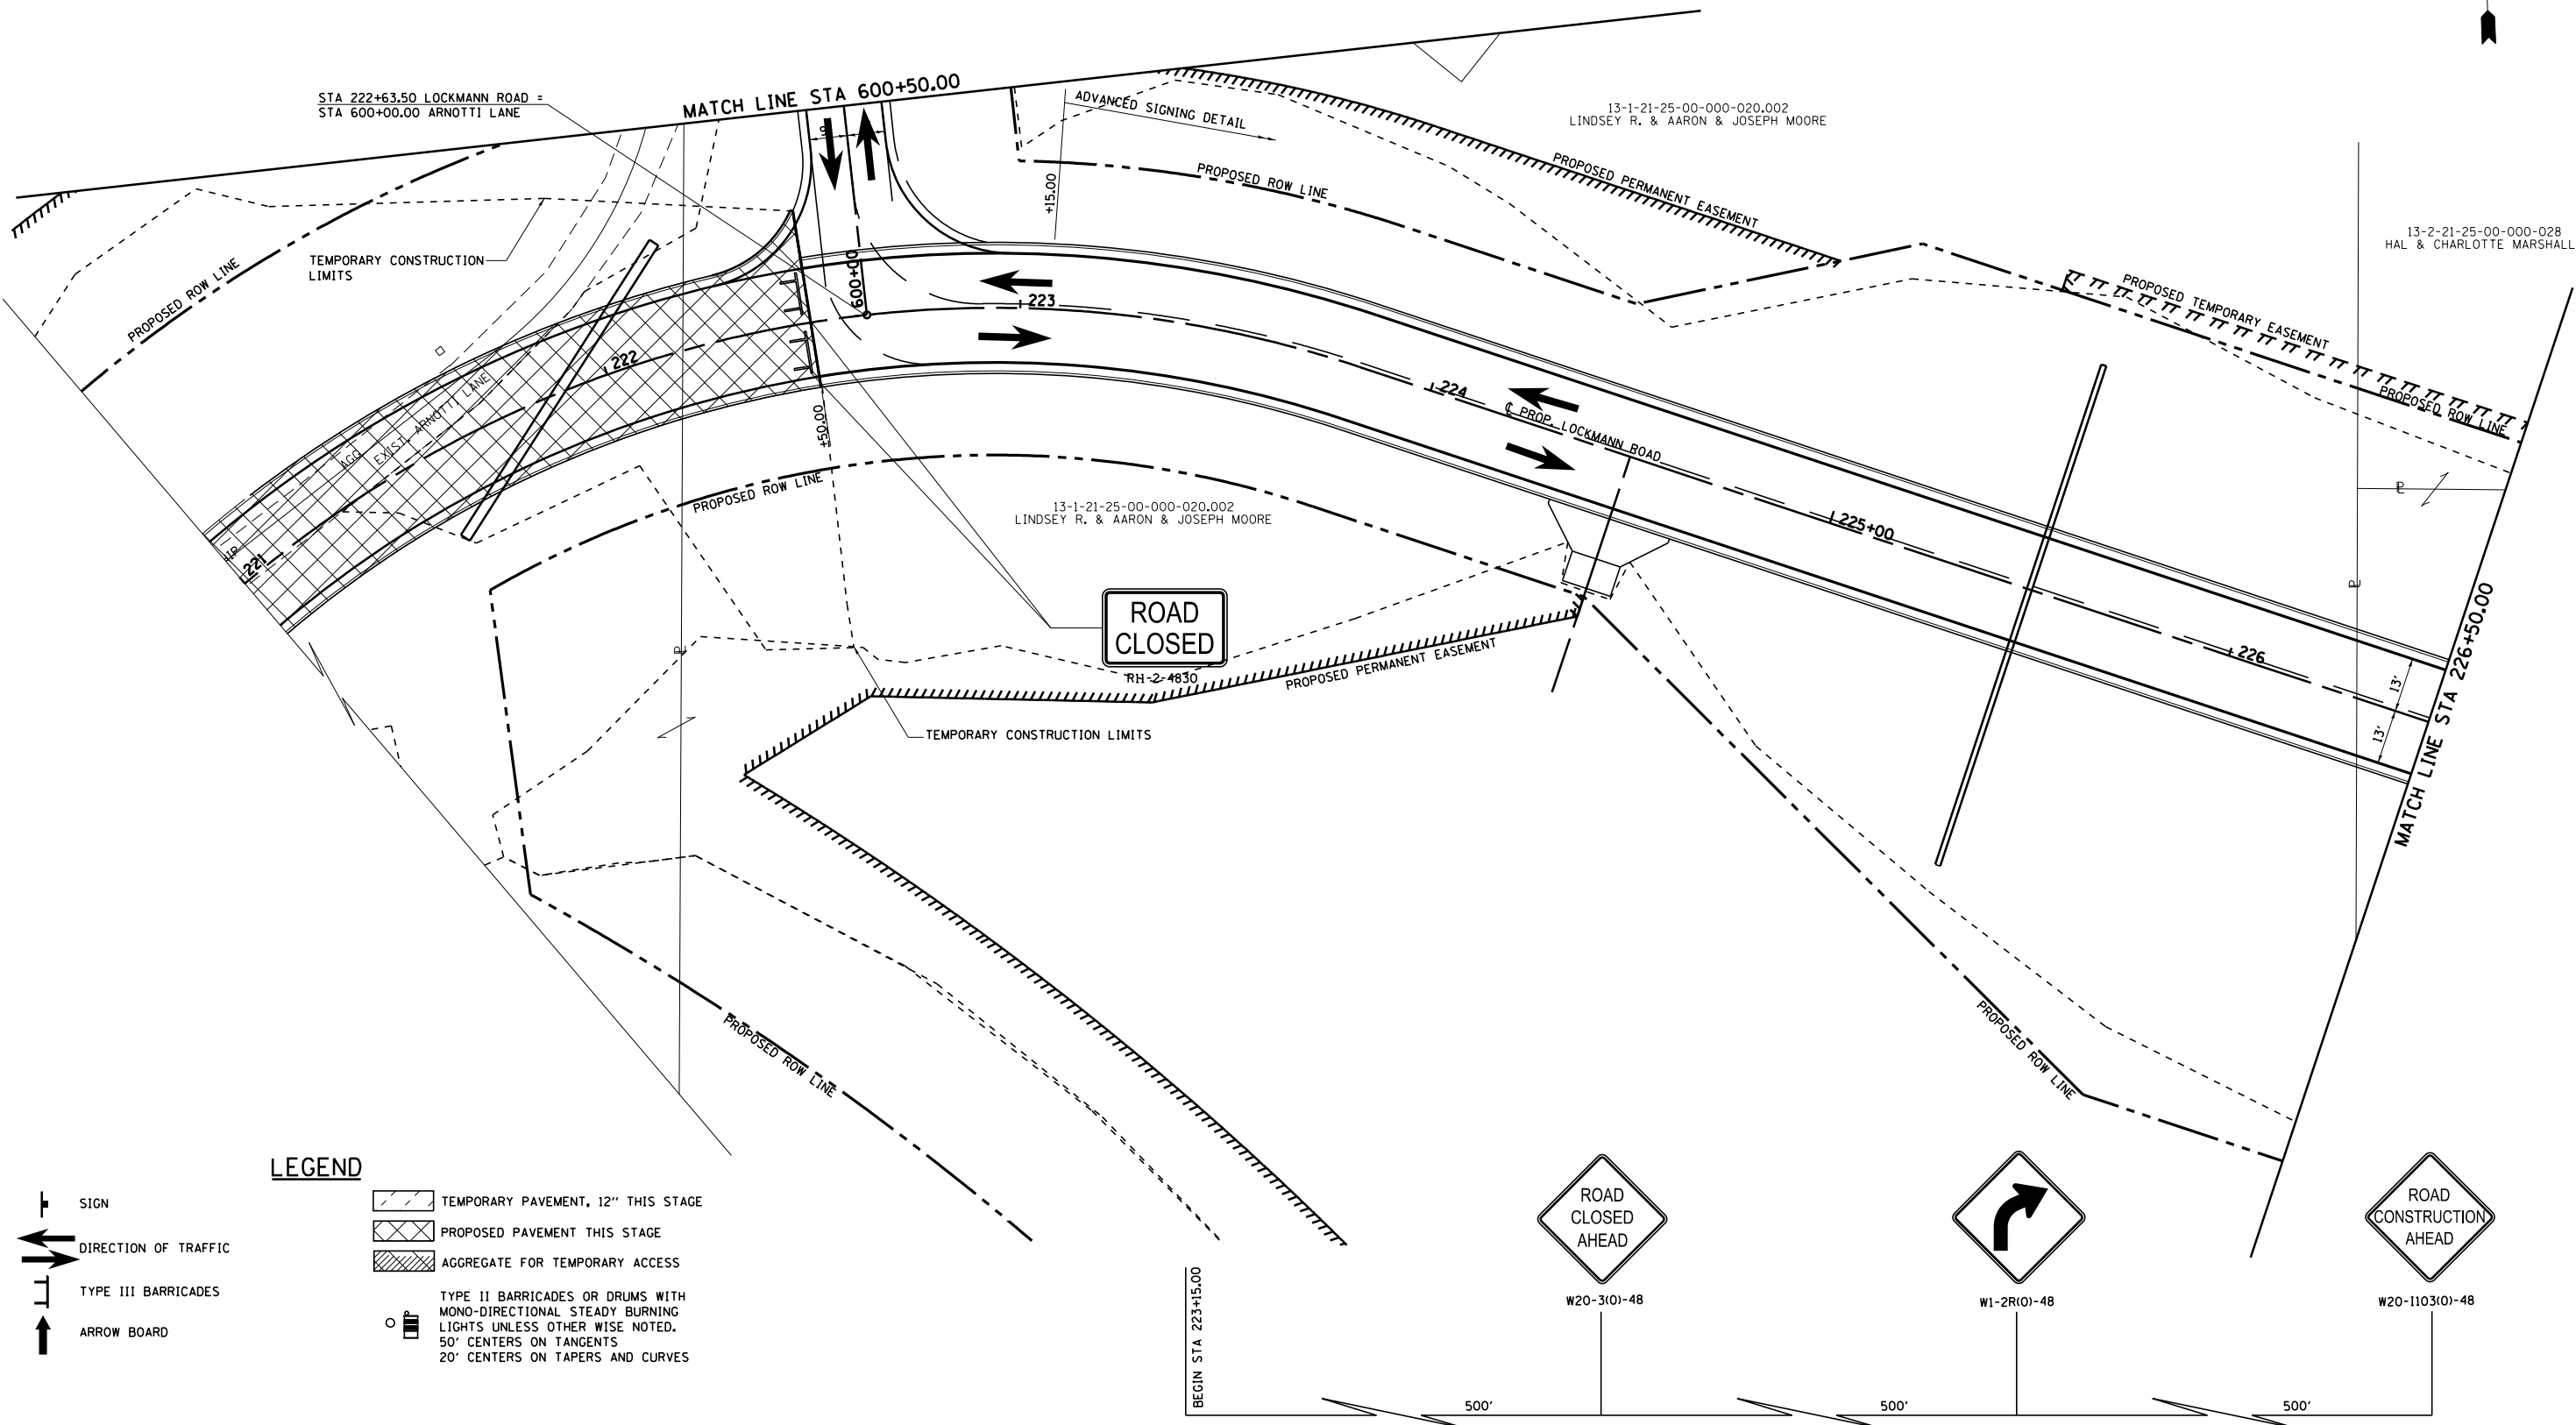 STA 222+63.50 LOCKMANN ROAD =
STA 600+00.00 ARNOTTI LANE
MATCH LINE STA 600+50.00
ADVANCED SIGNING DETAIL
+15.00
13-1-21-25-00-000-020.002
LINDSEY R. & AARON & JOSEPH MOORE
PROPOSED PERMANENT EASEMENT
PROPOSED ROW LINE
13-2-21-25-00-000-028
HAL & CHARLOTTE MARSHALL
PROPOSED TEMPORARY EASEMENT
PROPOSED ROW LINE
TEMPORARY CONSTRUCTION
LIMITS
PROPOSED ROW LINE
600+00
223
222
224
℄ PROP. LOCKMANN ROAD
AGG
EXIST. ARNOTTI LANE
+50.00
221
PROPOSED ROW LINE
13-1-21-25-00-000-020.002
LINDSEY R. & AARON & JOSEPH MOORE
225+00
226
13'
13'
MATCH LINE STA 226+50.00
ROAD
CLOSED
RH-2-4830
PROPOSED PERMANENT EASEMENT
TEMPORARY CONSTRUCTION LIMITS
PROPOSED ROW LINE
PROPOSED ROW LINE
LEGEND
SIGN
DIRECTION OF TRAFFIC
TYPE III BARRICADES
ARROW BOARD
TEMPORARY PAVEMENT, 12'' THIS STAGE
PROPOSED PAVEMENT THIS STAGE
AGGREGATE FOR TEMPORARY ACCESS
TYPE II BARRICADES OR DRUMS WITH
MONO-DIRECTIONAL STEADY BURNING
LIGHTS UNLESS OTHER WISE NOTED.
50' CENTERS ON TANGENTS
20' CENTERS ON TAPERS AND CURVES
BEGIN STA 223+15.00
ROAD
CLOSED
AHEAD
W20-3(O)-48
W1-2R(O)-48
ROAD
CONSTRUCTION
AHEAD
W20-I103(O)-48
500'
500'
500'